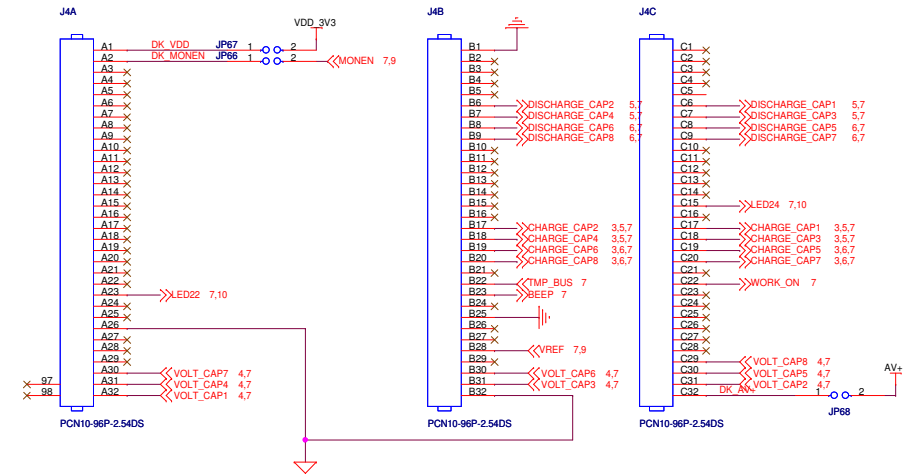 J4A
J4B
J4C
VDD_3V3
A1 DK_VDD JP67 1 2
A2 DK_MONEN JP66 1 2 MONEN 7,9
A3
A4
A5
A6
A7
A8
A9
A10
A11
A12
A13
A14
A15
A16
A17
A18
A19
A20
A21
A22
A23 LED22 7,10
A24
A25
A26
A27
A28
A29
A30 VOLT_CAP7 4,7
97 A31 VOLT_CAP4 4,7
98 A32 VOLT_CAP1 4,7
PCN10-96P-2.54DS
B1
B2
B3
B4
B5
B6 DISCHARGE_CAP2 5,7
B7 DISCHARGE_CAP4 5,7
B8 DISCHARGE_CAP6 6,7
B9 DISCHARGE_CAP8 6,7
B10
B11
B12
B13
B14
B15
B16
B17 CHARGE_CAP2 3,5,7
B18 CHARGE_CAP4 3,5,7
B19 CHARGE_CAP6 3,6,7
B20 CHARGE_CAP8 3,6,7
B21
B22 TMP_BUS 7
B23 BEEP 7
B24
B25
B26
B27
B28 VREF 7,9
B29
B30 VOLT_CAP6 4,7
B31 VOLT_CAP3 4,7
B32
PCN10-96P-2.54DS
C1
C2
C3
C4
C5
C6 DISCHARGE_CAP1 5,7
C7 DISCHARGE_CAP3 5,7
C8 DISCHARGE_CAP5 6,7
C9 DISCHARGE_CAP7 6,7
C10
C11
C12
C13
C14
C15 LED24 7,10
C16
C17 CHARGE_CAP1 3,5,7
C18 CHARGE_CAP3 3,5,7
C19 CHARGE_CAP5 3,6,7
C20 CHARGE_CAP7 3,6,7
C21
C22 WORK_ON 7
C23
C24
C25
C26
C27
C28
C29 VOLT_CAP8 4,7
C30 VOLT_CAP5 4,7
C31 VOLT_CAP2 4,7
C32 DK_AV+ 1 2 AV+
JP68
PCN10-96P-2.54DS